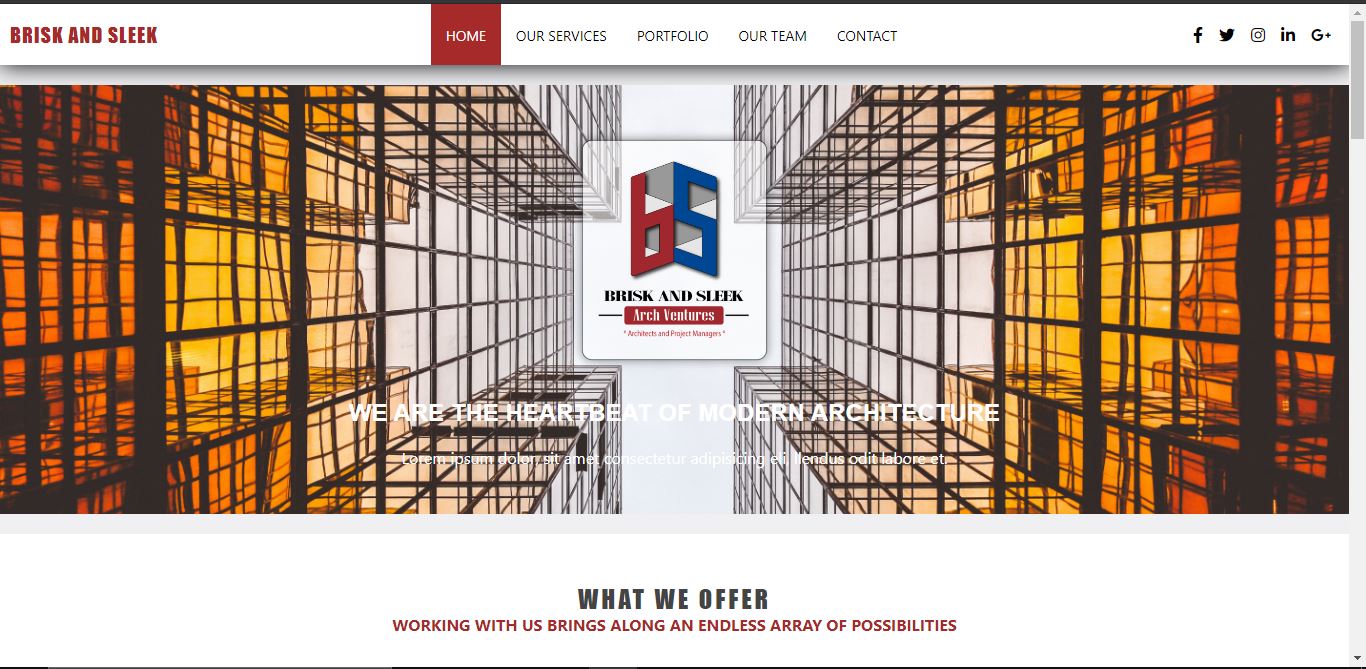 BRISK AND SLEEK
HOME OUR SERVICES PORTFOLIO OUR TEAM CONTACT
BRISK AND SLEEK
Arch Ventures
* Architects and Project Managers *
WE ARE THE HEARTBEAT OF MODERN ARCHITECTURE
Lorem ipsum dolor, sit amet consectetur adipisicing eli. llendus odit labore et.
WHAT WE OFFER
WORKING WITH US BRINGS ALONG AN ENDLESS ARRAY OF POSSIBILITIES